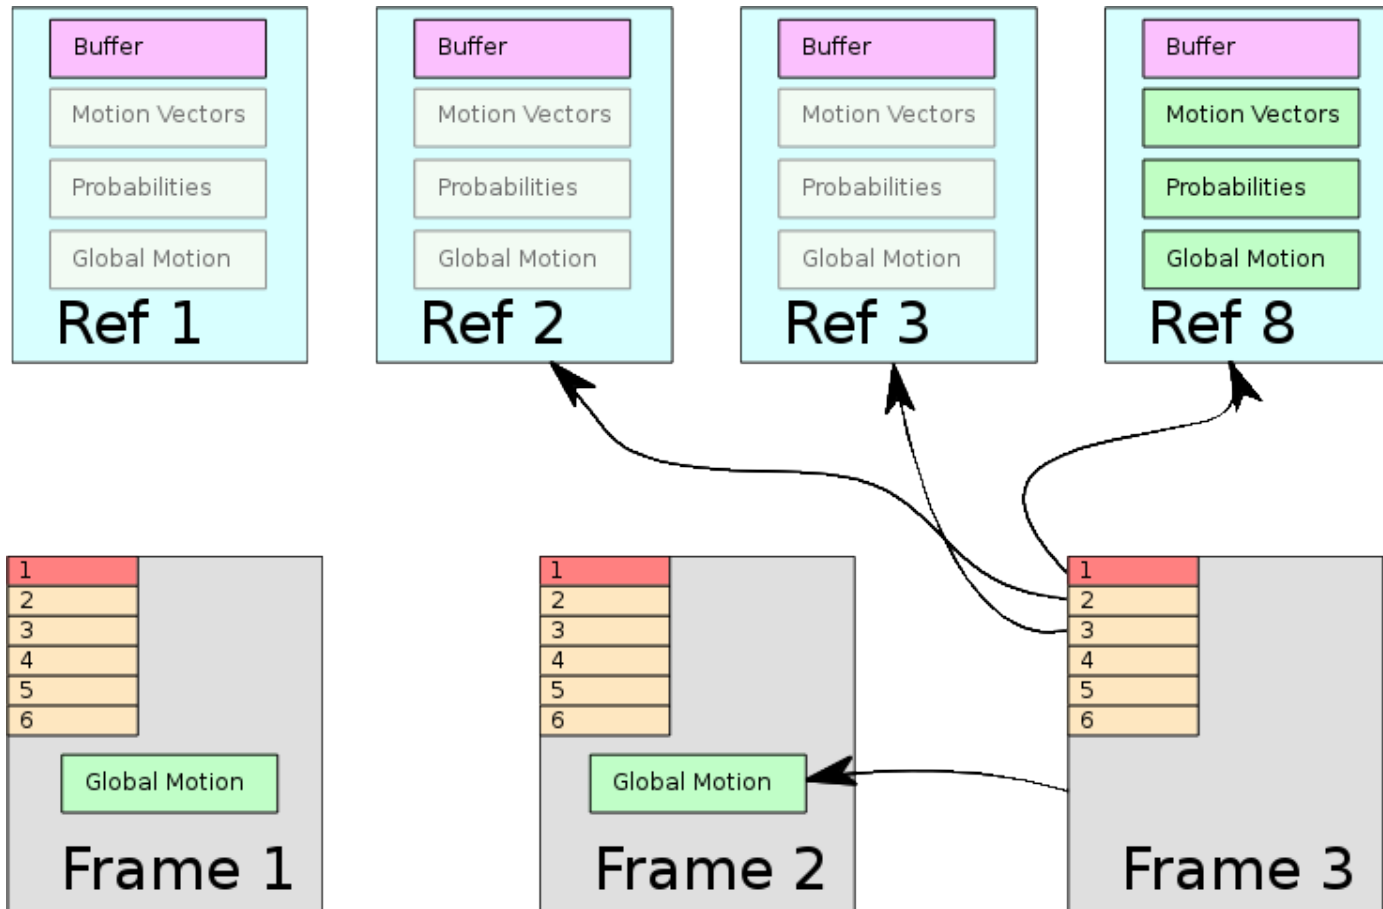 Buffer
Motion Vectors
Probabilities
Global Motion
Ref 1
Buffer
Motion Vectors
Probabilities
Global Motion
Ref 2
Buffer
Motion Vectors
Probabilities
Global Motion
Ref 3
Buffer
Motion Vectors
Probabilities
Global Motion
Ref 8
1
2
3
4
5
6
Global Motion
Frame 1
1
2
3
4
5
6
Global Motion
Frame 2
1
2
3
4
5
6
Frame 3